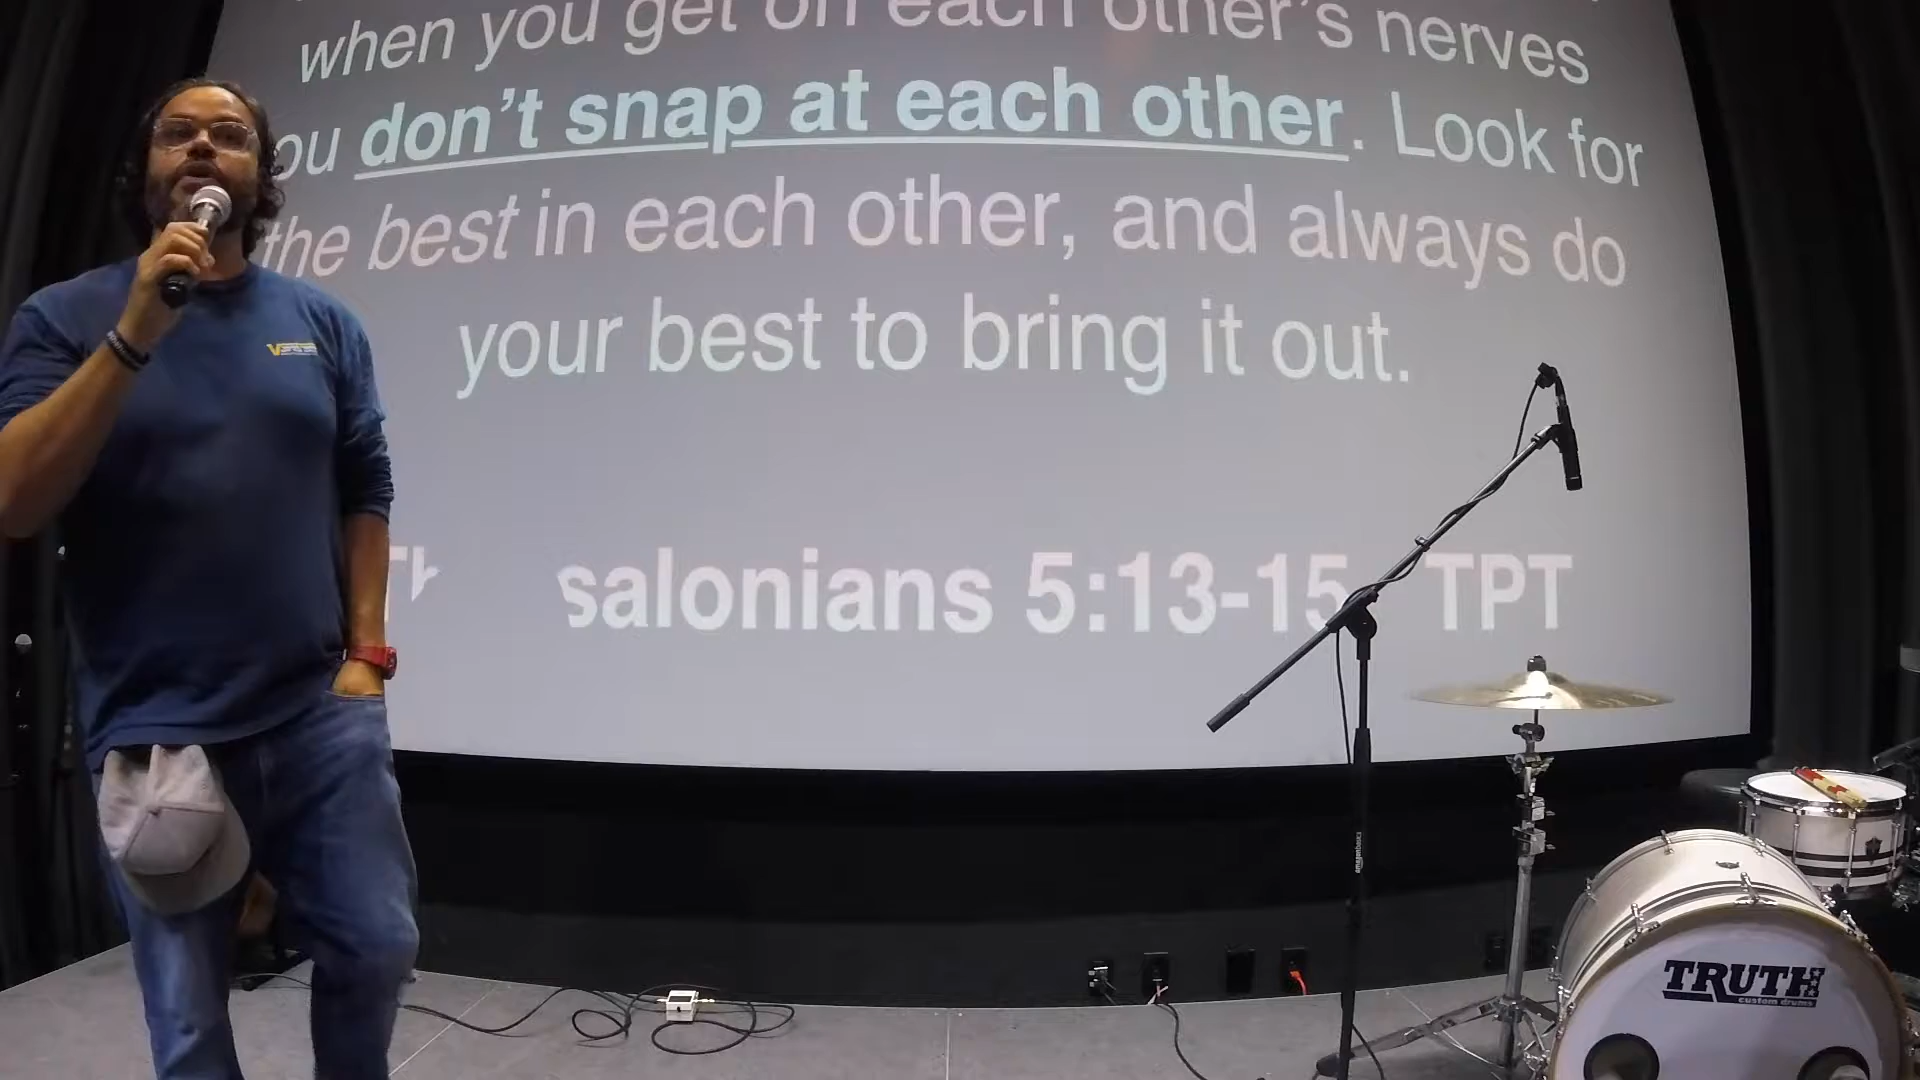 when you get on each other's nerves
ou don't snap at each other. Look for
the best in each other, and always do
your best to bring it out.
salonians 5:13-15 TPT
TRUTH
custom drums